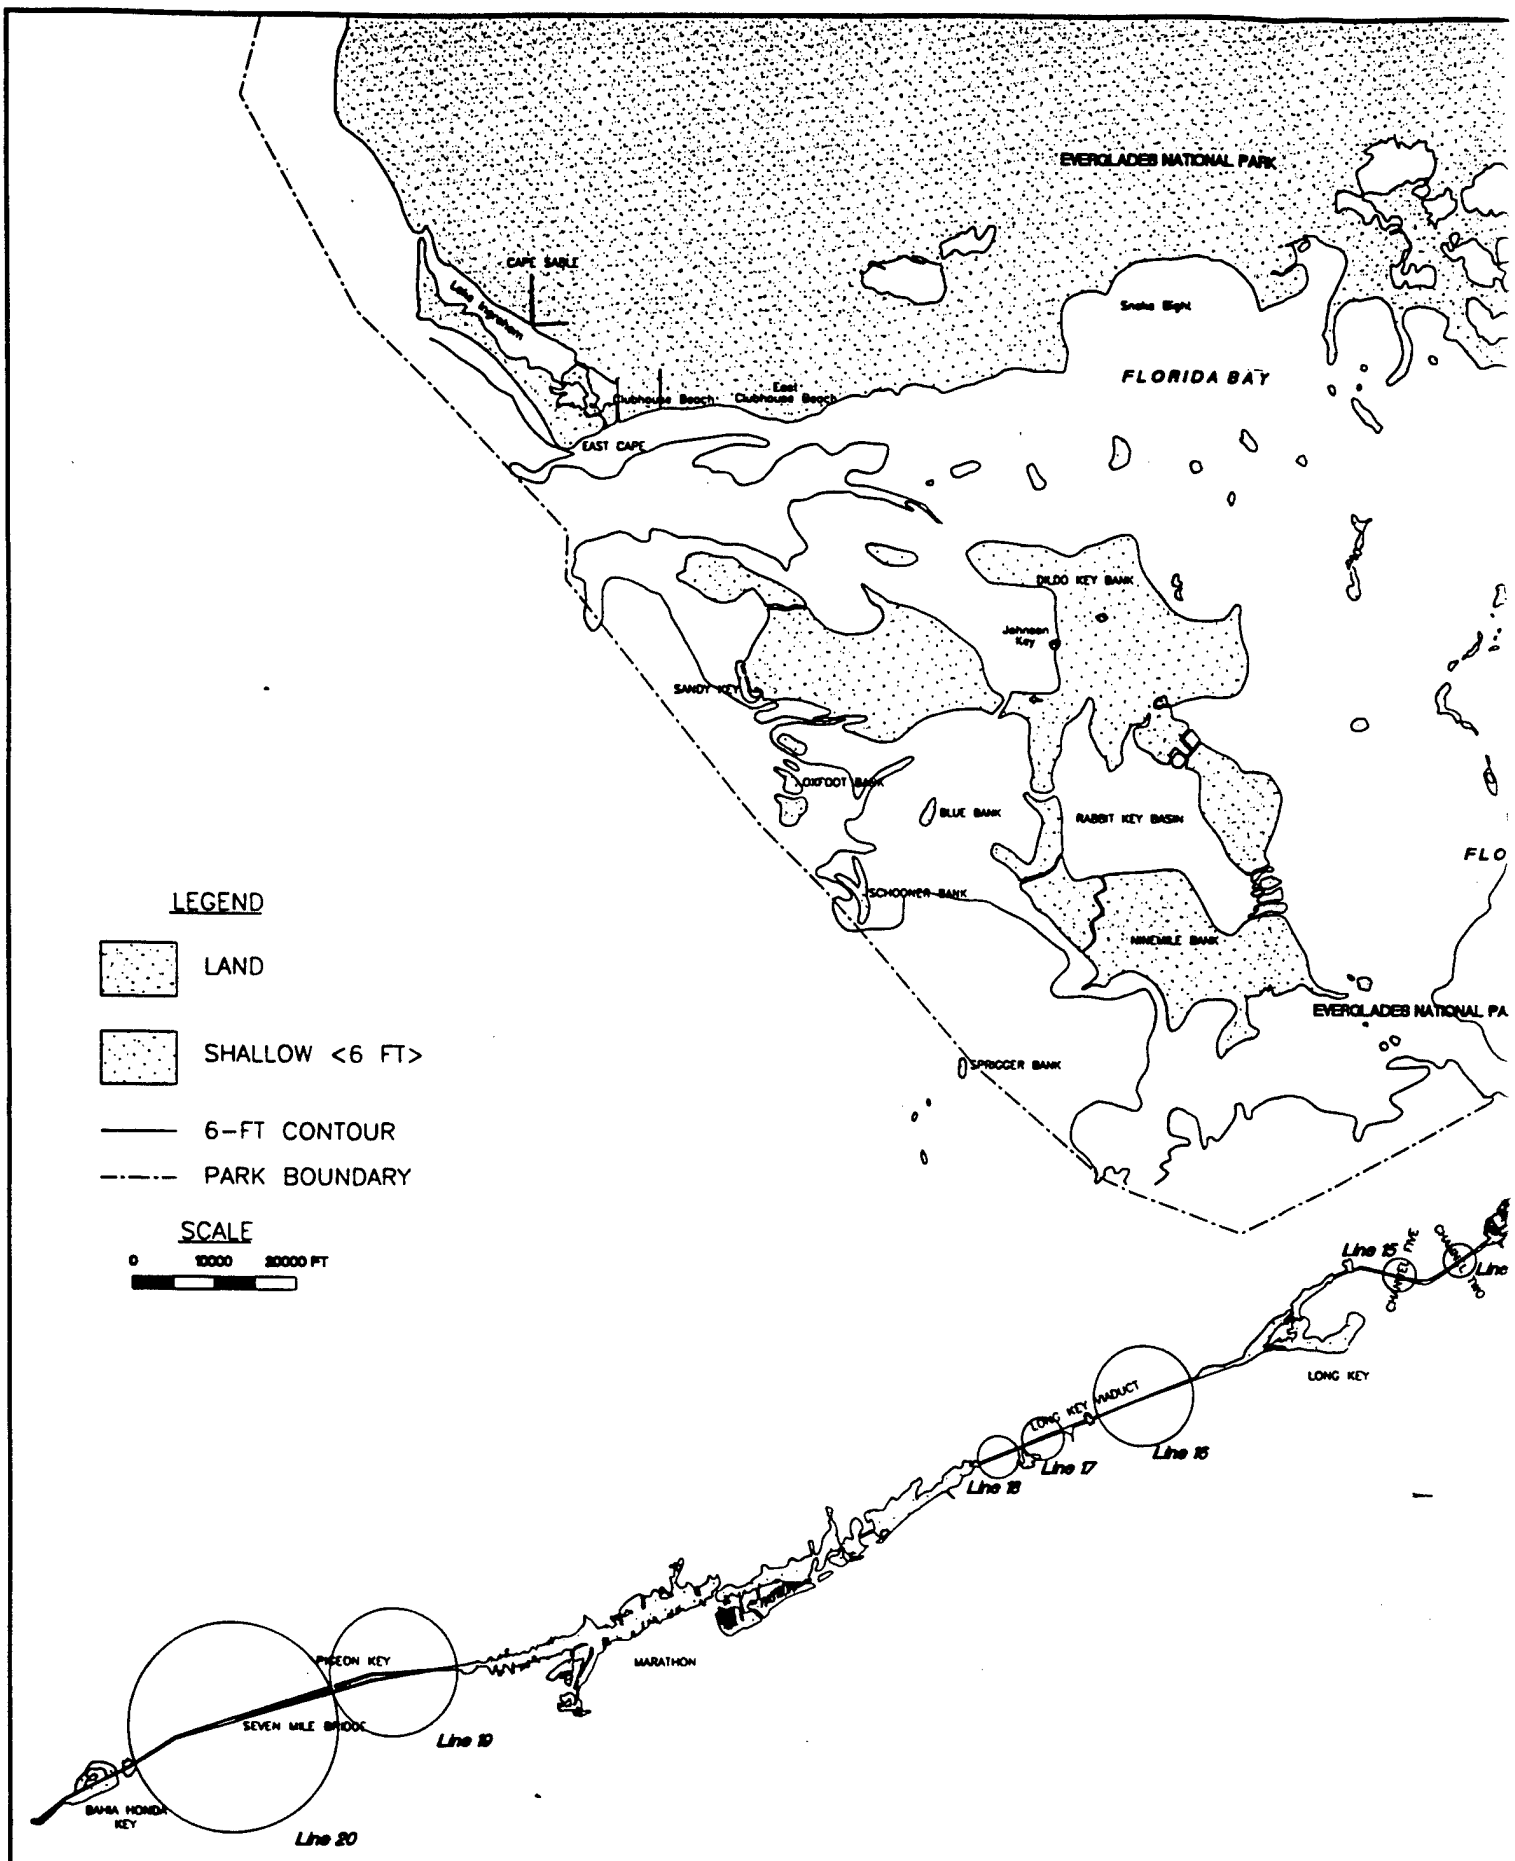 EVERGLADES NATIONAL PARK
CAPE SABLE
Lake Ingraham
Snake Bight
FLORIDA BAY
East
Clubhouse Beach
Clubhouse Beach
EAST CAPE
DILDO KEY BANK
Johnson
Key
SANDY KEY
OXFOOT BANK
BLUE BANK
RABBIT KEY BASIN
FLO
SCHOONER BANK
NINEMILE BANK
EVERGLADES NATIONAL PA
SPRIGGER BANK
LEGEND
LAND
SHALLOW <6 FT>
6-FT CONTOUR
PARK BOUNDARY
SCALE
0 10000 20000 FT
Line 15
CHANNEL FIVE
CHANNEL TWO
Line
LONG KEY
LONG KEY VIADUCT
Line 16
Line 17
Line 18
MARATHON
PIGEON KEY
SEVEN MILE BRIDGE
Line 19
BAHIA HONDA
KEY
Line 20